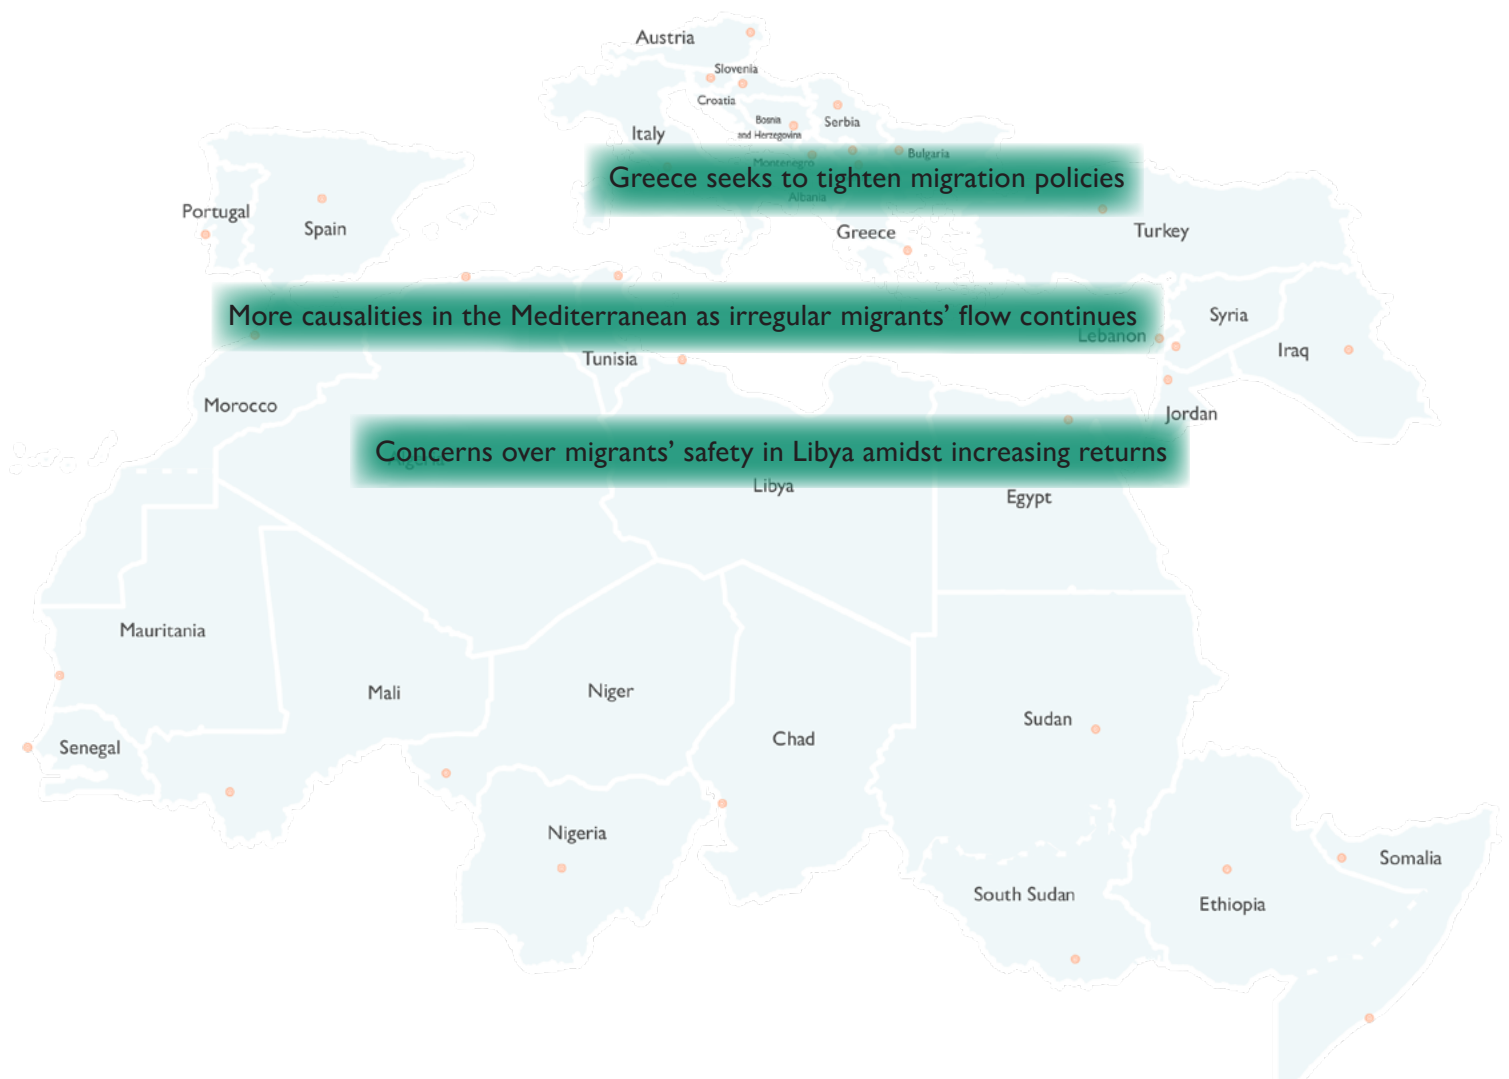 Austria
Slovenia
Croatia
Bosnia
and Herzegovina
Serbia
Italy
Bulgaria
Montenegro
Greece seeks to tighten migration policies
Albania
Portugal
Spain
Greece
Turkey
More causalities in the Mediterranean as irregular migrants’ flow continues
Syria
Lebanon
Iraq
Tunisia
Morocco
Jordan
Concerns over migrants’ safety in Libya amidst increasing returns
Algeria
Libya
Egypt
Mauritania
Mali
Niger
Sudan
Chad
Senegal
Nigeria
Somalia
South Sudan
Ethiopia